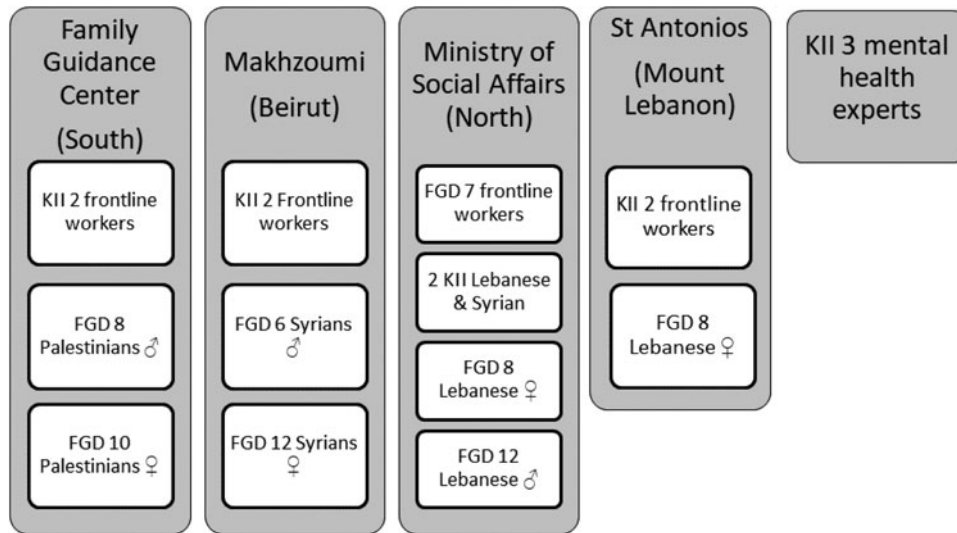 Family
Guidance
Center
(South)
KII 2 frontline
workers
FGD 8
Palestinians ♂
FGD 10
Palestinians ♀
Makhzoumi
(Beirut)
KII 2 Frontline
workers
FGD 6 Syrians
♂
FGD 12 Syrians
♀
Ministry of
Social Affairs
(North)
FGD 7 frontline
workers
2 KII Lebanese
& Syrian
FGD 8
Lebanese ♀
FGD 12
Lebanese ♂
St Antonios
(Mount
Lebanon)
KII 2 frontline
workers
FGD 8
Lebanese ♀
KII 3 mental
health
experts